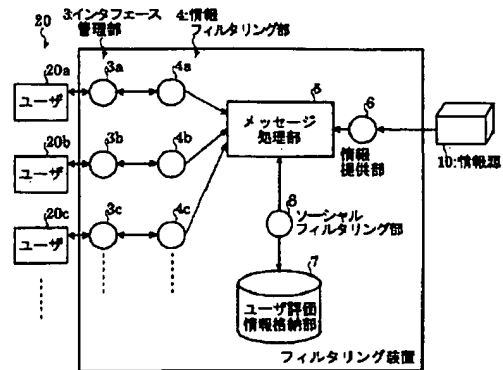 20
3:インタフェース
管理部
4:情報
フィルタリング部
20a
ユーザ
3a
4a
5
メッセージ
処理部
6
情報
提供部
10:情報源
20b
ユーザ
3b
4b
20c
ユーザ
3c
4c
8
ソーシャル
フィルタリング部
7
ユーザ評価
情報格納部
フィルタリング装置